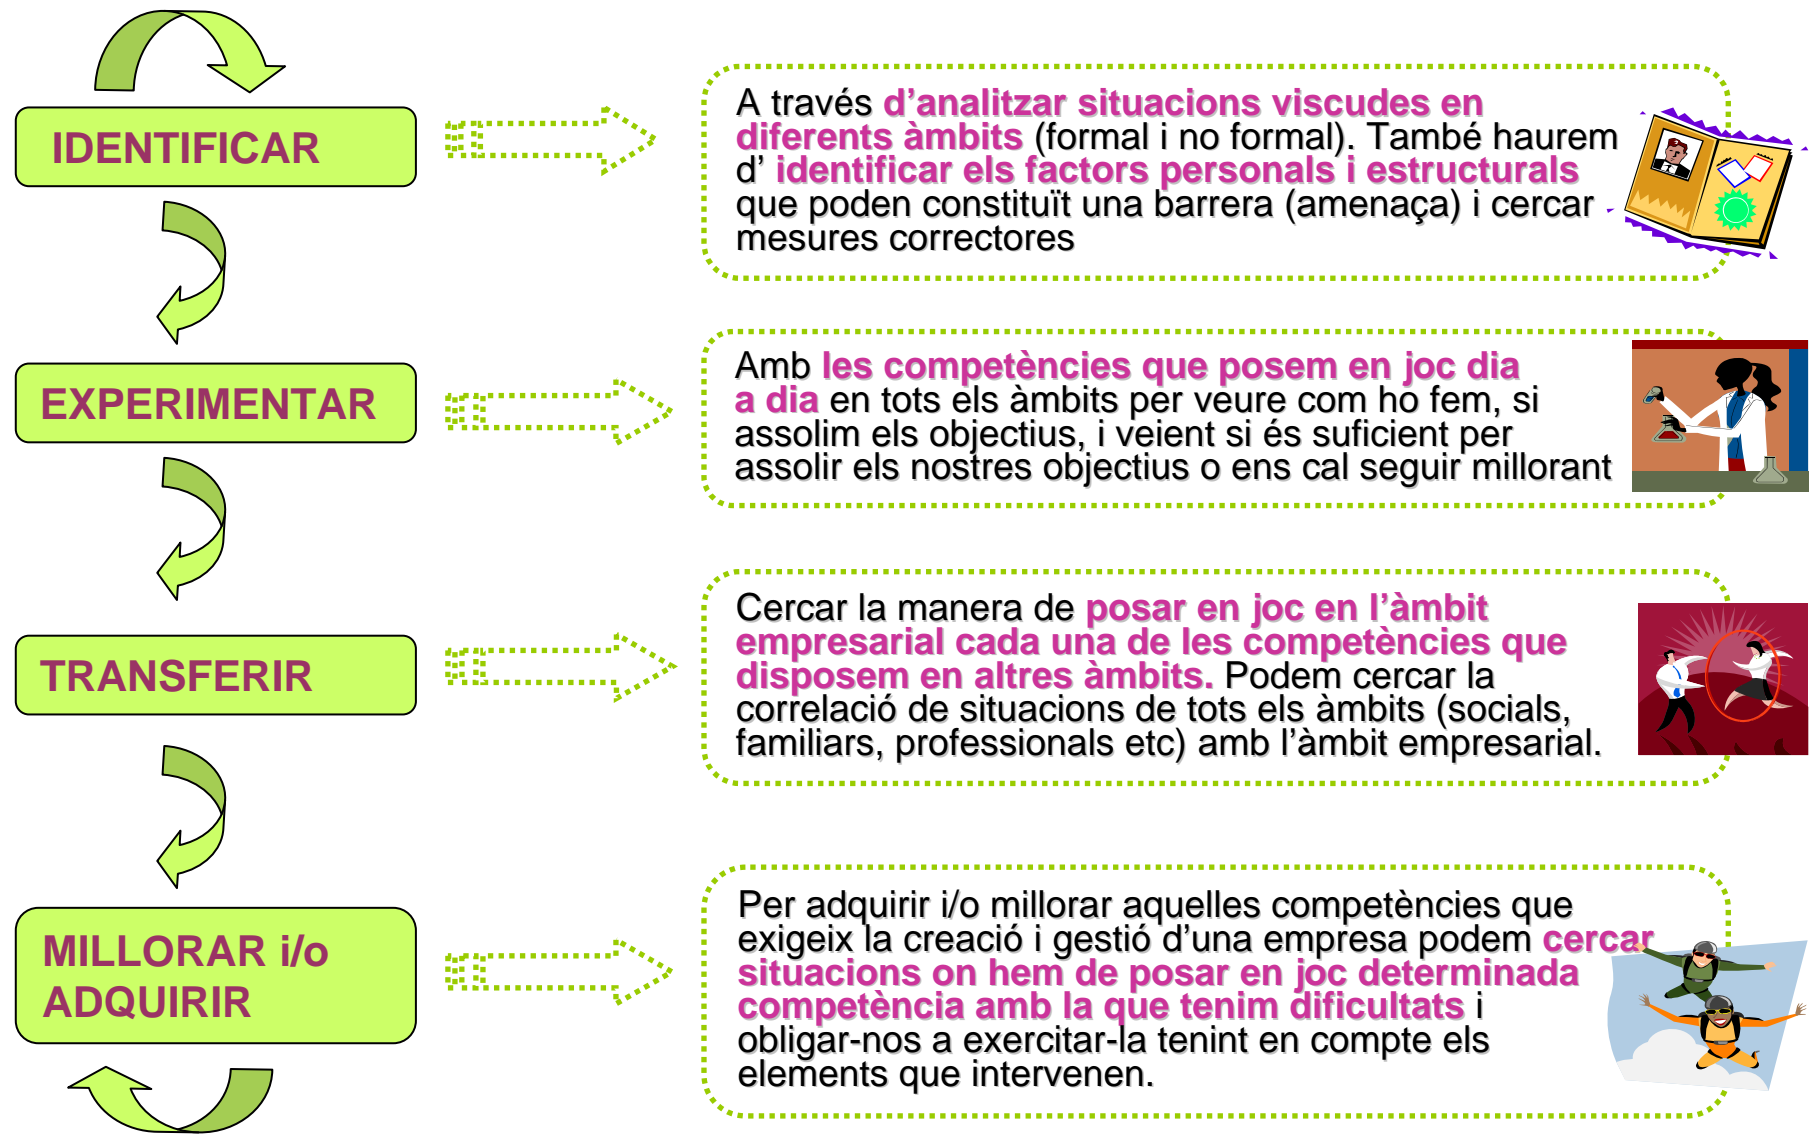 IDENTIFICAR
A través d’analitzar situacions viscudes en
diferents àmbits (formal i no formal). També haurem
d’ identificar els factors personals i estructurals
que poden constituït una barrera (amenaça) i cercar
mesures correctores
EXPERIMENTAR
Amb les competències que posem en joc dia
a dia en tots els àmbits per veure com ho fem, si
assolim els objectius, i veient si és suficient per
assolir els nostres objectius o ens cal seguir millorant
TRANSFERIR
Cercar la manera de posar en joc en l’àmbit
empresarial cada una de les competències que
disposem en altres àmbits. Podem cercar la
correlació de situacions de tots els àmbits (socials,
familiars, professionals etc) amb l’àmbit empresarial.
MILLORAR i/o
ADQUIRIR
Per adquirir i/o millorar aquelles competències que
exigeix la creació i gestió d’una empresa podem cercar
situacions on hem de posar en joc determinada
competència amb la que tenim dificultats i
obligar-nos a exercitar-la tenint en compte els
elements que intervenen.